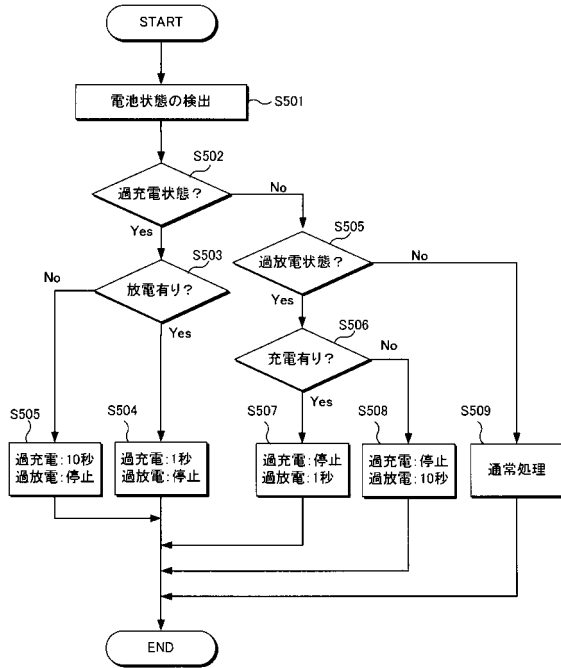 START
電池状態の検出
S501
S502
過充電状態?
No
Yes
S503
放電有り?
No
Yes
S505
過放電状態?
No
Yes
S506
充電有り?
No
Yes
S505
過充電:10秒
過放電:停止
S504
過充電:1秒
過放電:停止
S507
過充電:停止
過放電:1秒
S508
過充電:停止
過放電:10秒
S509
通常処理
END